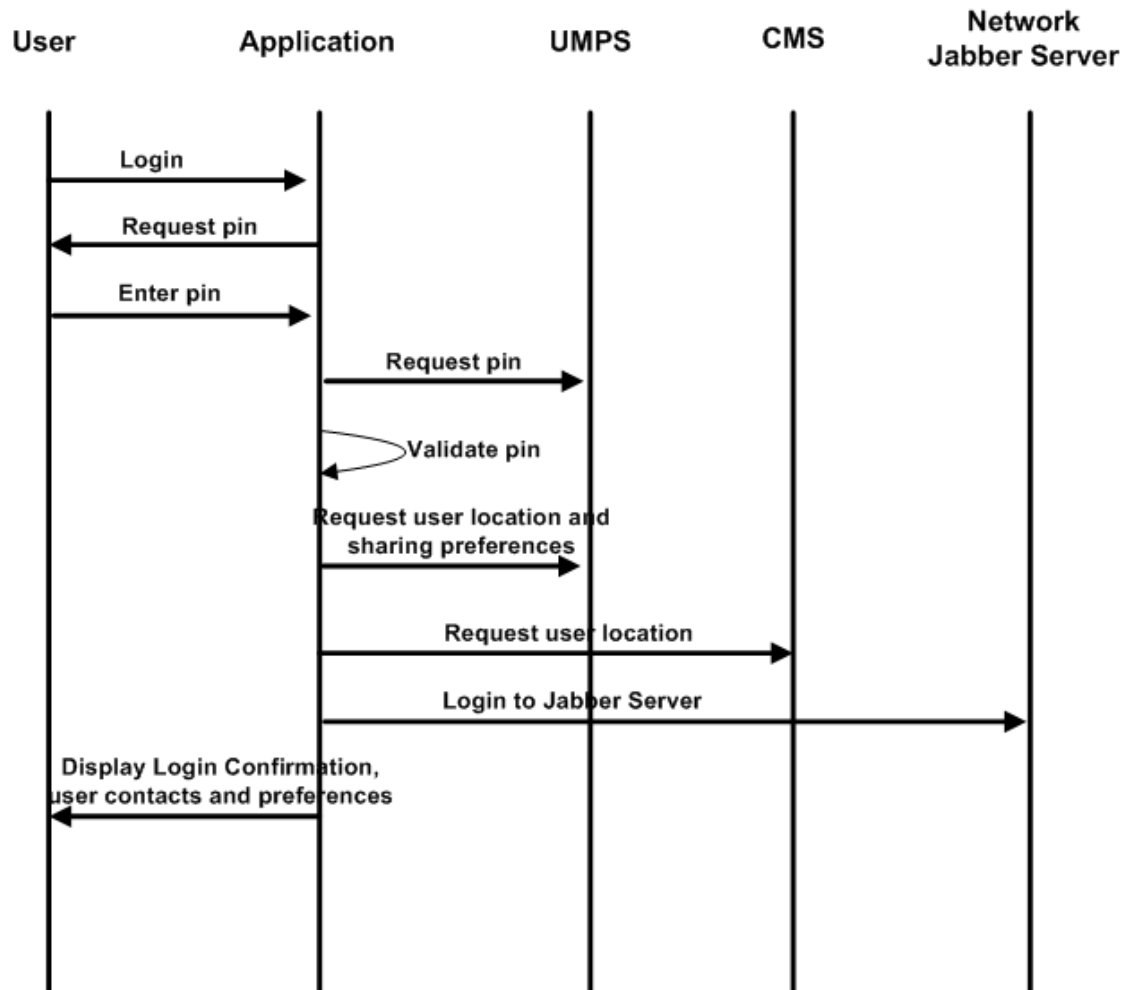 User
Application
UMPS
CMS
Network
Jabber Server
Login
Request pin
Enter pin
Request pin
Validate pin
Request user location and
sharing preferences
Request user location
Login to Jabber Server
Display Login Confirmation,
user contacts and preferences